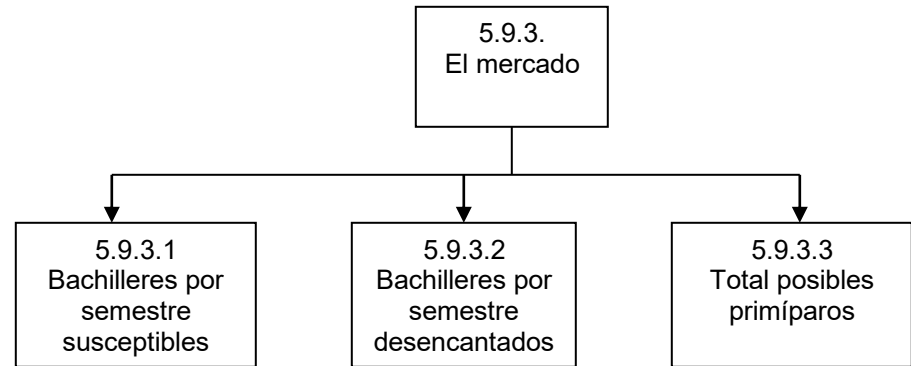 5.9.3.
El mercado
5.9.3.1
Bachilleres por
semestre
susceptibles
5.9.3.2
Bachilleres por
semestre
desencantados
5.9.3.3
Total posibles
primíparos